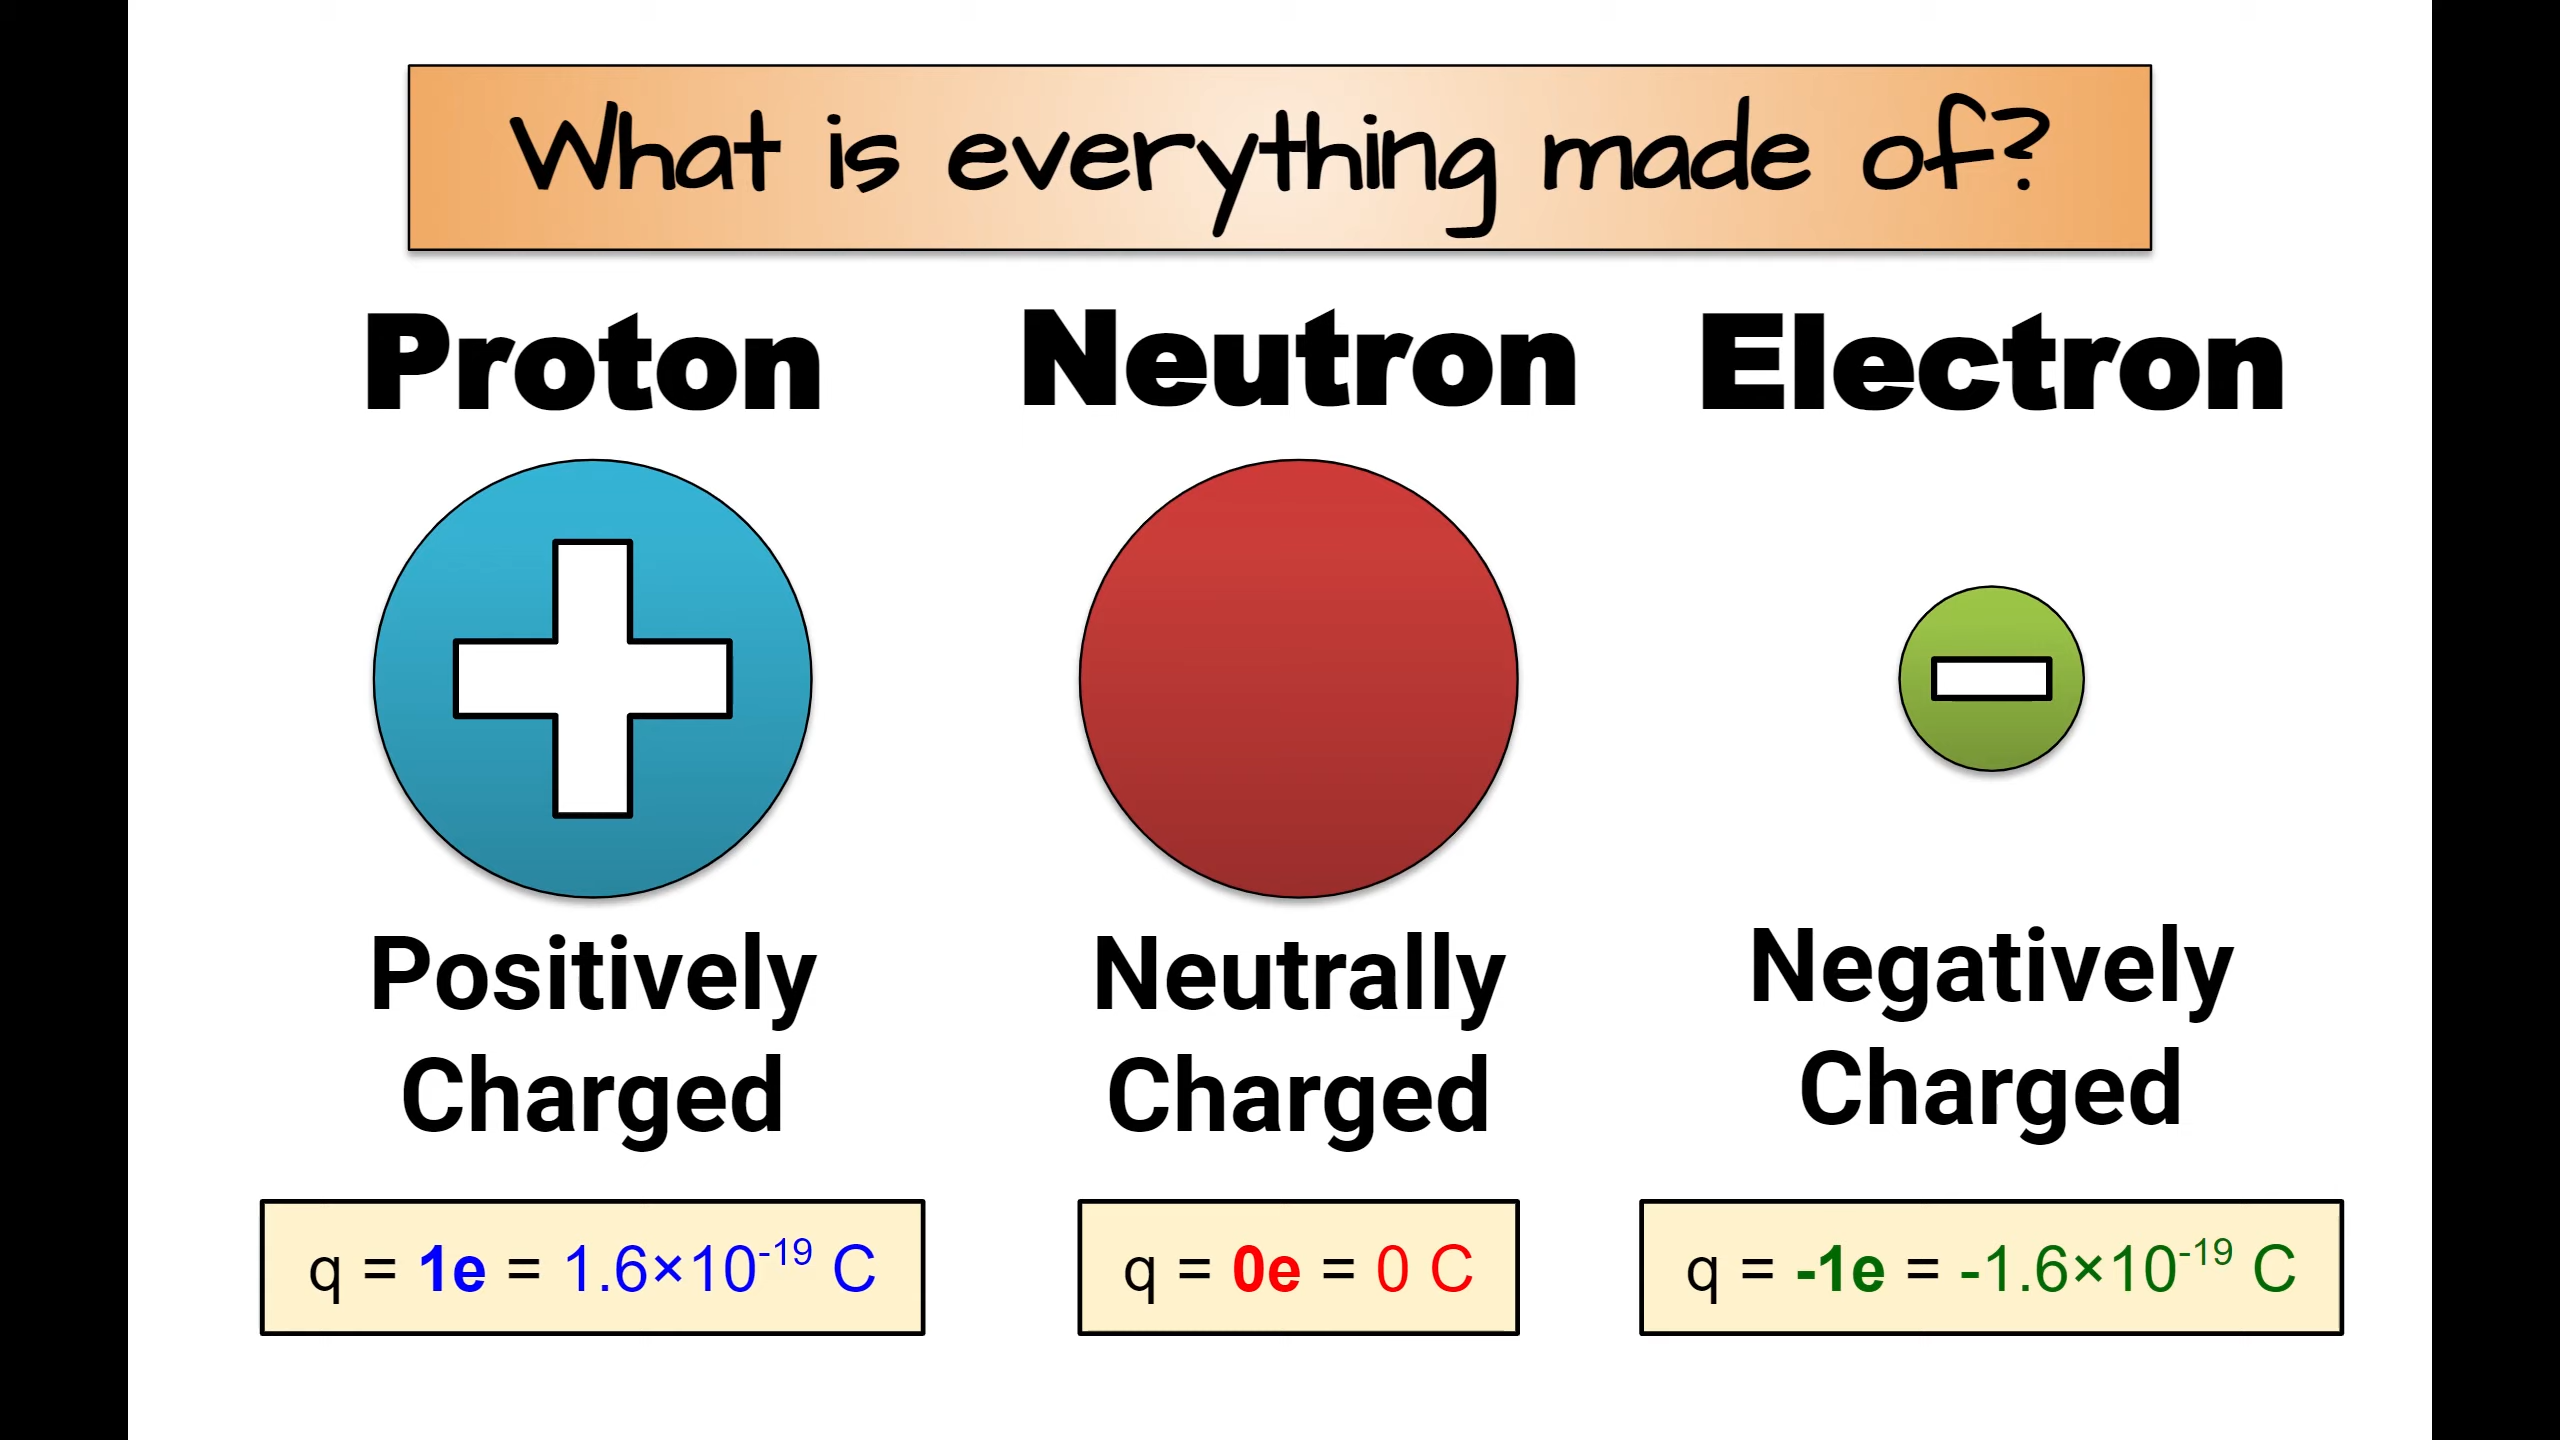 What is everything made of?
Proton
Neutron
Electron
Positively
Charged
Neutrally
Charged
Negatively
Charged
q = 1e = 1.6×10⁻¹⁹ C
q = 0e = 0 C
q = -1e = -1.6×10⁻¹⁹ C